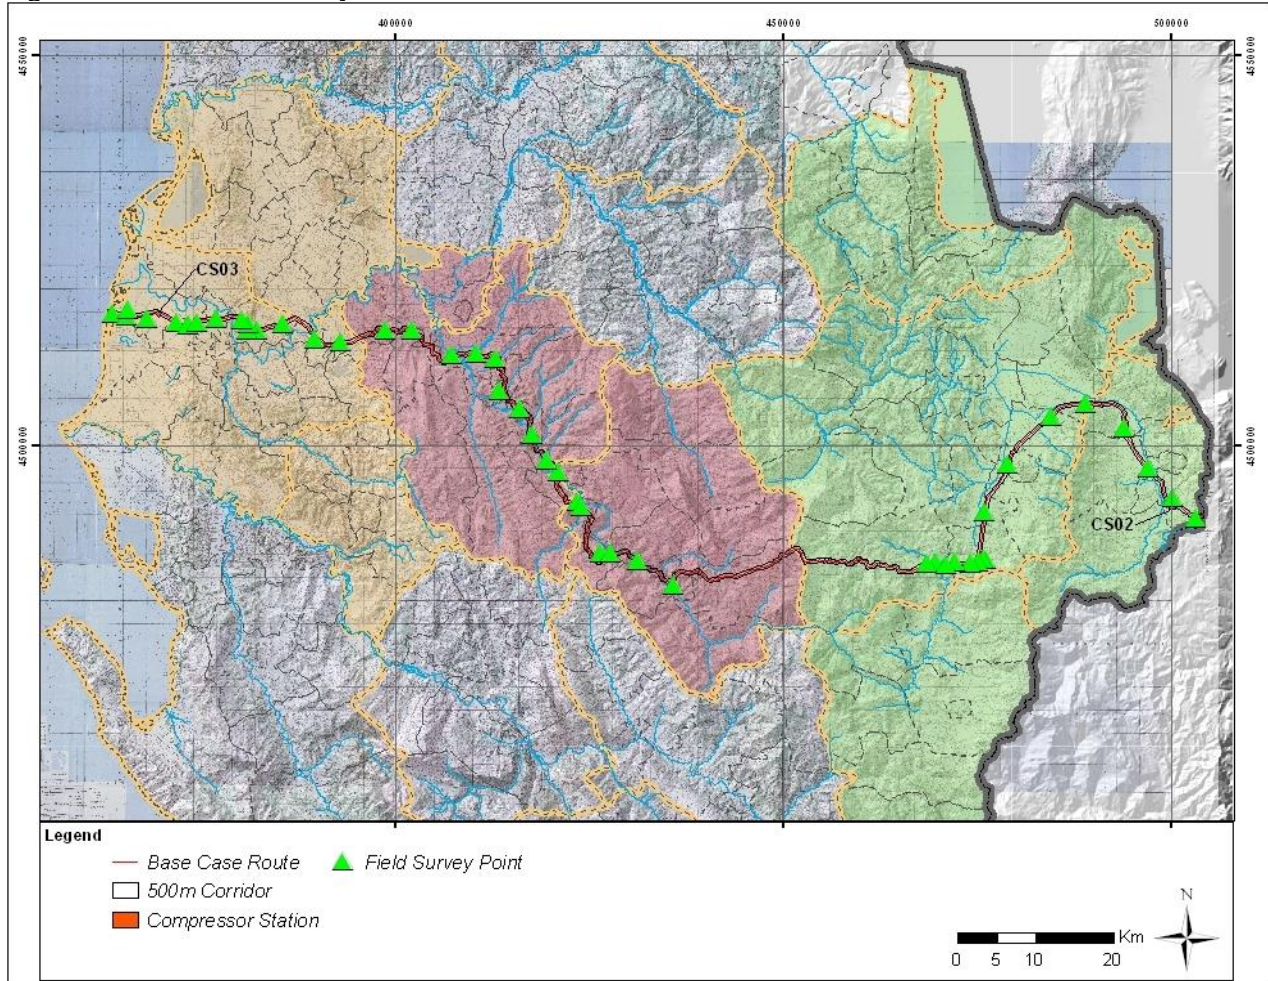 400000
450000
500000
4550000
4550000
CS03
4500000
4500000
CS02
Legend
Base Case Route
Field Survey Point
500m Corridor
Compressor Station
N
Km
0 5 10 20